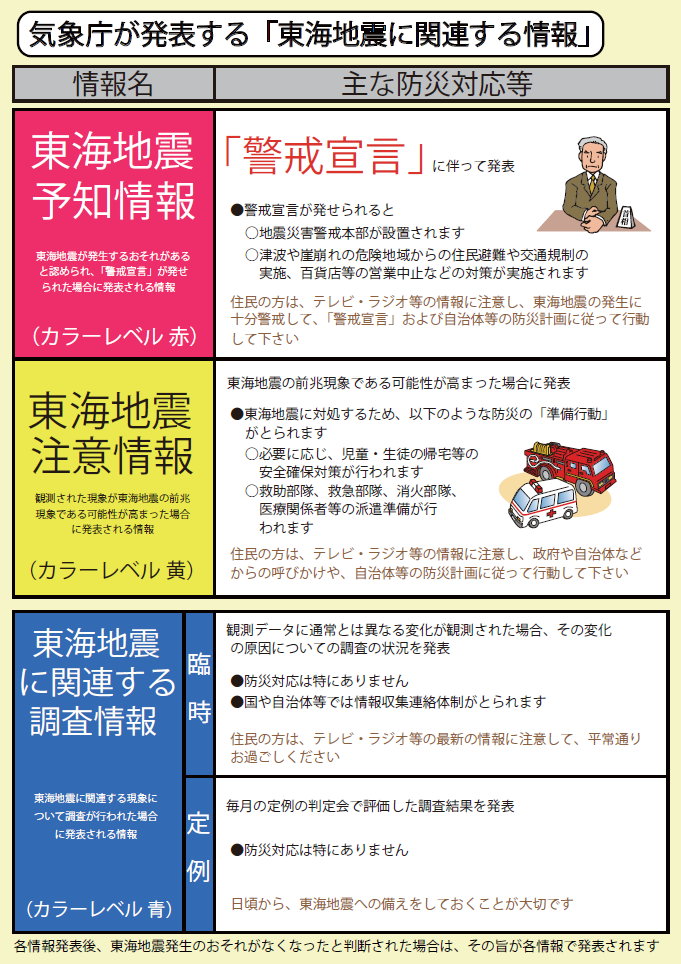 気象庁が発表する「東海地震に関連する情報」
情報名
主な防災対応等
東海地震
予知情報
東海地震が発生するおそれがある
と認められ、「警戒宣言」が発せ
られた場合に発表される情報
（カラーレベル 赤）
「警戒宣言」に伴って発表
●警戒宣言が発せられると
○地震災害警戒本部が設置されます
○津波や崖崩れの危険地域からの住民避難や交通規制の
実施、百貨店等の営業中止などの対策が実施されます
住民の方は、テレビ・ラジオ等の情報に注意し、東海地震の発生に
十分警戒して、「警戒宣言」および自治体等の防災計画に従って行動
して下さい
首相
東海地震
注意情報
観測された現象が東海地震の前兆
現象である可能性が高まった場合
に発表される情報
（カラーレベル 黄）
東海地震の前兆現象である可能性が高まった場合に発表
●東海地震に対処するため、以下のような防災の「準備行動」
がとられます
○必要に応じ、児童・生徒の帰宅等の
安全確保対策が行われます
○救助部隊、救急部隊、消火部隊、
医療関係者等の派遣準備が行
われます
住民の方は、テレビ・ラジオ等の情報に注意し、政府や自治体など
からの呼びかけや、自治体等の防災計画に従って行動して下さい
東海地震
に関連する
調査情報
東海地震に関連する現象に
ついて調査が行われた場合
に発表される情報
（カラーレベル 青）
臨時
観測データに通常とは異なる変化が観測された場合、その変化
の原因についての調査の状況を発表
●防災対応は特にありません
●国や自治体等では情報収集連絡体制がとられます
住民の方は、テレビ・ラジオ等の最新の情報に注意して、平常通り
お過ごしください
定例
毎月の定例の判定会で評価した調査結果を発表
●防災対応は特にありません
日頃から、東海地震への備えをしておくことが大切です
各情報発表後、東海地震発生のおそれがなくなったと判断された場合は、その旨が各情報で発表されます